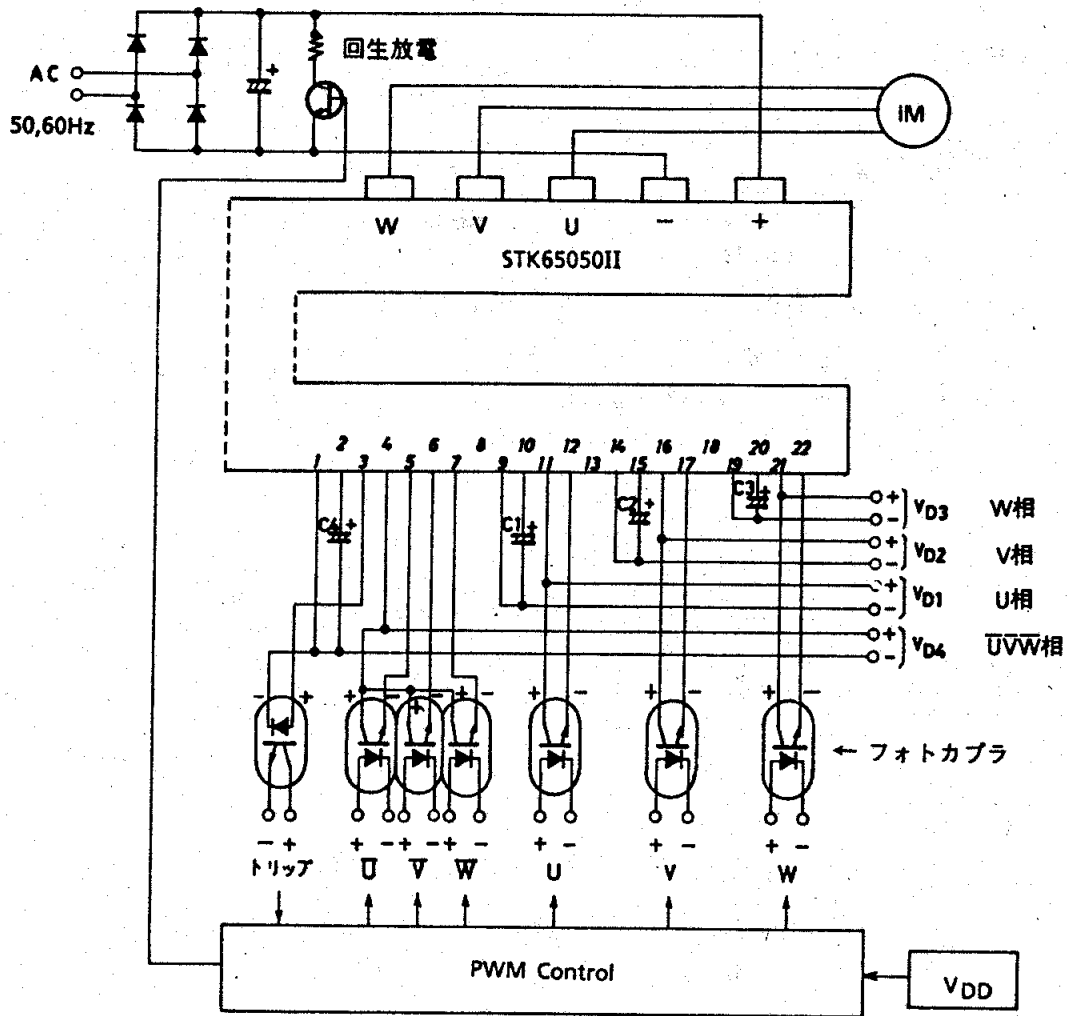 回生放電
AC
50,60Hz
IM
W V U - +
STK65050II
1 2 3 4 5 6 7 8 9 10 11 12 13 14 15 16 17 18 19 20 21 22
C4 + C1 + C2 + C3 +
+ - VD3 W相
+ - VD2 V相
+ - VD1 U相
+ - VD4 U̅V̅W̅相
- + + - + - + - + - + - + -
← フォトカプラ
- + + - + - + - + - + - + -
トリップ U̅ V̅ W̅ U V W
PWM Control
VDD